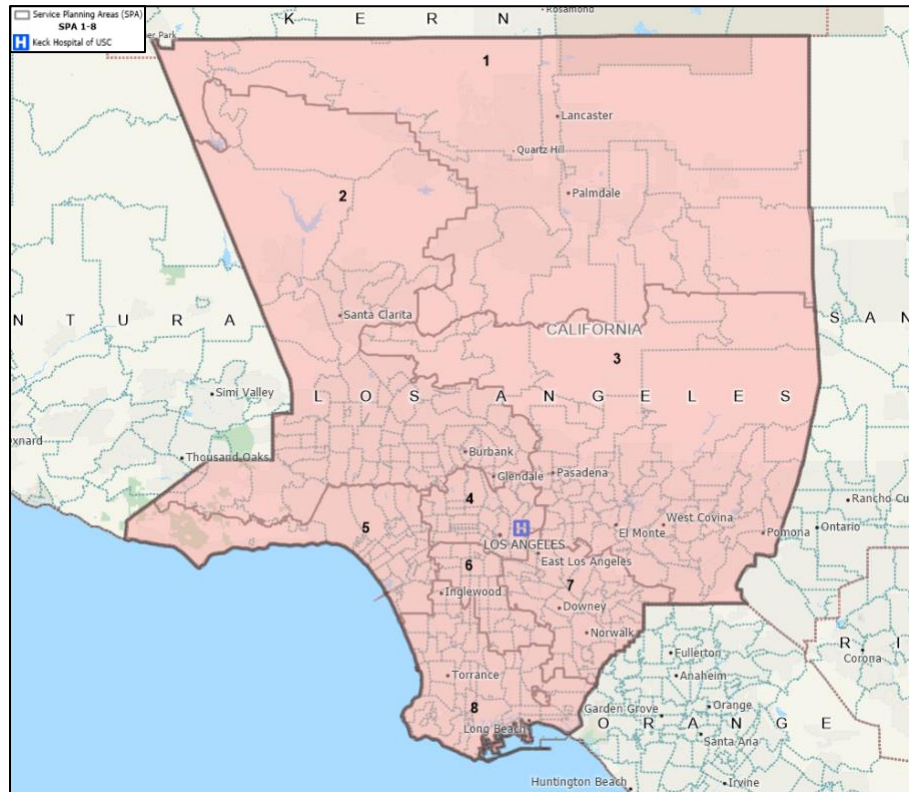 Service Planning Areas (SPA)
SPA 1-8
H Keck Hospital of USC
K E R N
Rosamond
er Park
1
Lancaster
Quartz Hill
Palmdale
2
Santa Clarita
CALIFORNIA
N T U R A
S A N
3
Simi Valley
L O S A N G E L E S
xnard
Thousand Oaks
Burbank
Glendale
Pasadena
4
Rancho Cu
5
H
West Covina
LOS ANGELES
El Monte
Pomona
Ontario
East Los Angeles
6
7
Inglewood
Downey
Norwalk
R I
Fullerton
Corona
Torrance
Anaheim
8
Garden Grove
Orange
Long Beach
O R A N G E
Santa Ana
Huntington Beach
Irvine